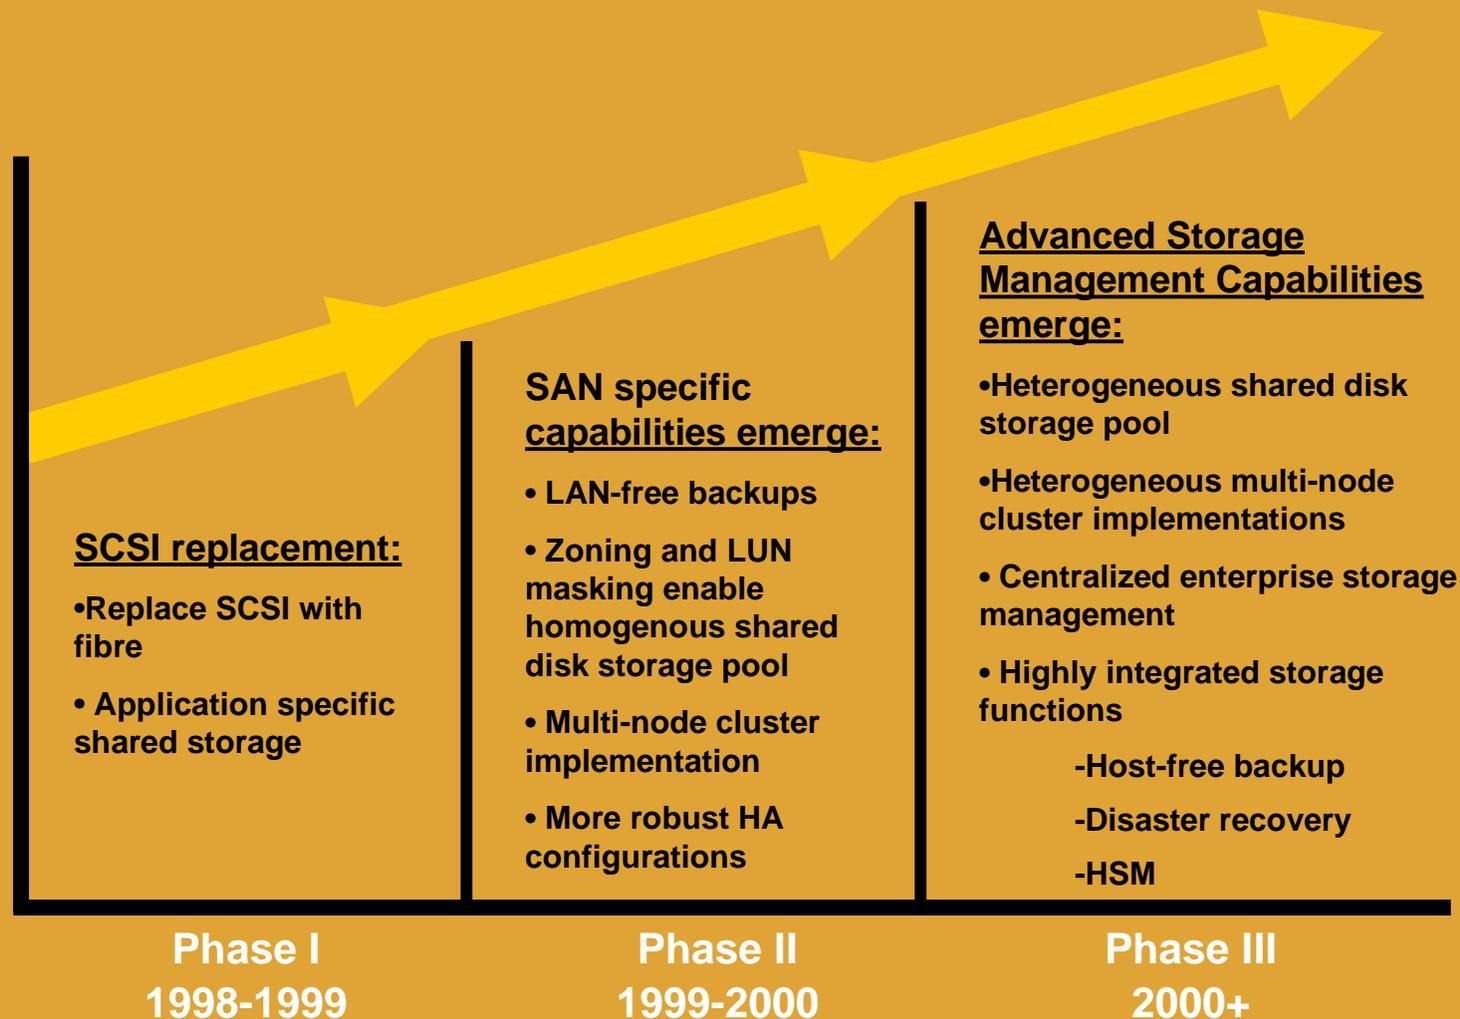 SCSI replacement:
•Replace SCSI with
fibre
• Application specific
shared storage
SAN specific
capabilities emerge:
• LAN-free backups
• Zoning and LUN
masking enable
homogenous shared
disk storage pool
• Multi-node cluster
implementation
• More robust HA
configurations
Advanced Storage
Management Capabilities
emerge:
•Heterogeneous shared disk
storage pool
•Heterogeneous multi-node
cluster implementations
• Centralized enterprise storage
management
• Highly integrated storage
functions
-Host-free backup
-Disaster recovery
-HSM
Phase I
1998-1999
Phase II
1999-2000
Phase III
2000+